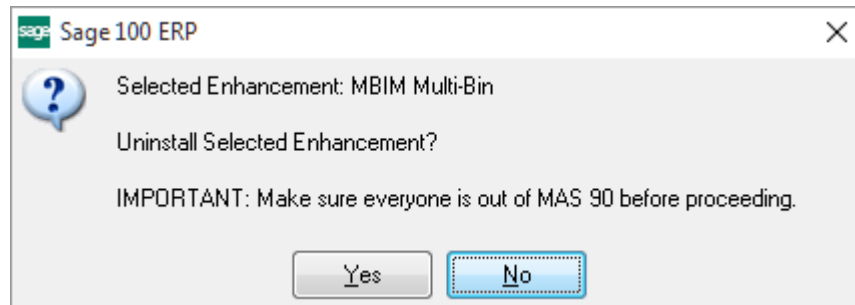 sage Sage 100 ERP
Selected Enhancement: MBIM Multi-Bin
Uninstall Selected Enhancement?
IMPORTANT: Make sure everyone is out of MAS 90 before proceeding.
Yes No